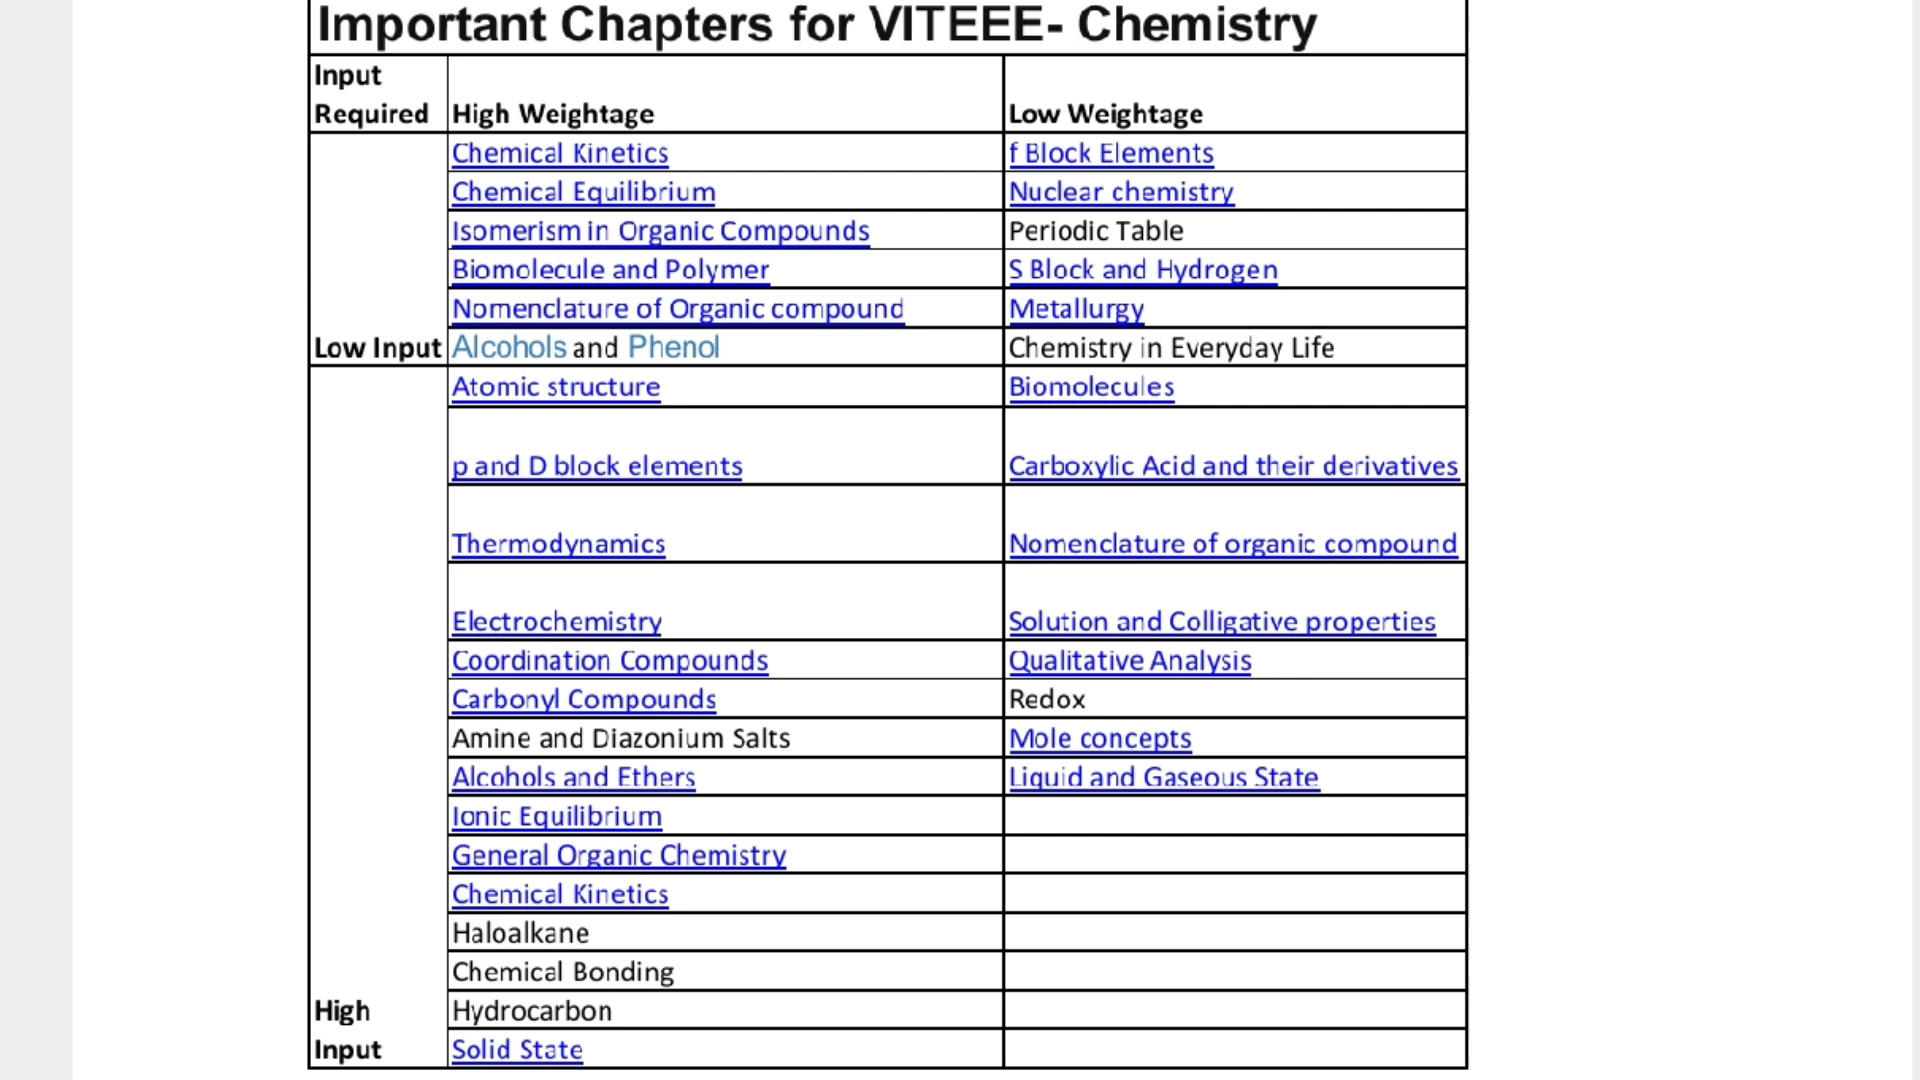 Important Chapters for VITEEE- Chemistry
Input
Required High Weightage Low Weightage
Chemical Kinetics f Block Elements
Chemical Equilibrium Nuclear chemistry
Isomerism in Organic Compounds Periodic Table
Biomolecule and Polymer S Block and Hydrogen
Nomenclature of Organic compound Metallurgy
Low Input Alcohols and Phenol Chemistry in Everyday Life
Atomic structure Biomolecules
p and D block elements Carboxylic Acid and their derivatives
Thermodynamics Nomenclature of organic compound
Electrochemistry Solution and Colligative properties
Coordination Compounds Qualitative Analysis
Carbonyl Compounds Redox
Amine and Diazonium Salts Mole concepts
Alcohols and Ethers Liquid and Gaseous State
Ionic Equilibrium
General Organic Chemistry
Chemical Kinetics
Haloalkane
Chemical Bonding
High Hydrocarbon
Input Solid State